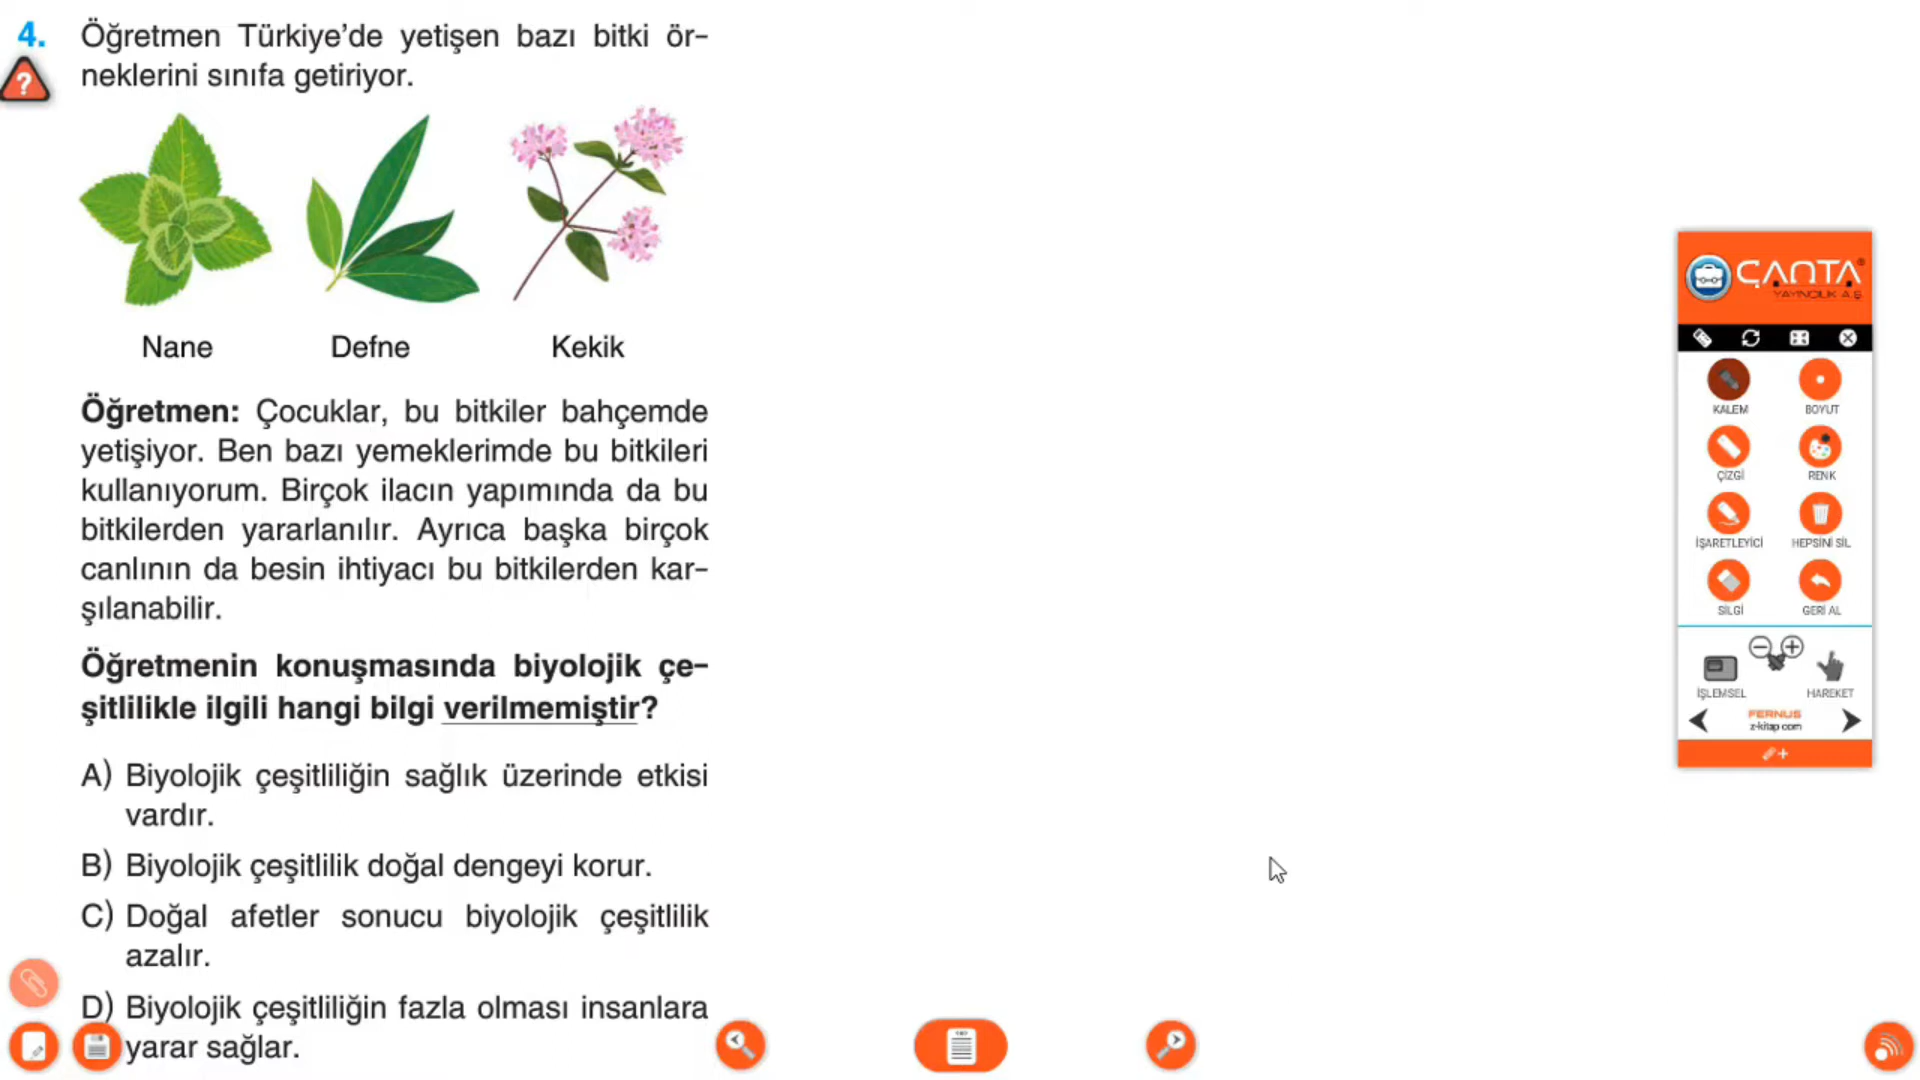 4. Öğretmen Türkiye’de yetişen bazı bitki ör-
neklerini sınıfa getiriyor.
Nane
Defne
Kekik
Öğretmen: Çocuklar, bu bitkiler bahçemde
yetişiyor. Ben bazı yemeklerimde bu bitkileri
kullanıyorum. Birçok ilacın yapımında da bu
bitkilerden yararlanılır. Ayrıca başka birçok
canlının da besin ihtiyacı bu bitkilerden kar-
şılanabilir.
Öğretmenin konuşmasında biyolojik çe-
şitlilikle ilgili hangi bilgi verilmemiştir?
A) Biyolojik çeşitliliğin sağlık üzerinde etkisi
vardır.
B) Biyolojik çeşitlilik doğal dengeyi korur.
C) Doğal afetler sonucu biyolojik çeşitlilik
azalır.
D) Biyolojik çeşitliliğin fazla olması insanlara
yarar sağlar.
ÇANTA
YAYINCILIK A.Ş
KALEM
BOYUT
ÇİZGİ
RENK
İŞARETLEYİCİ
HEPSİNİ SİL
SİLGİ
GERİ AL
İŞLEMSEL
HAREKET
FERNUS
z-kitap.com